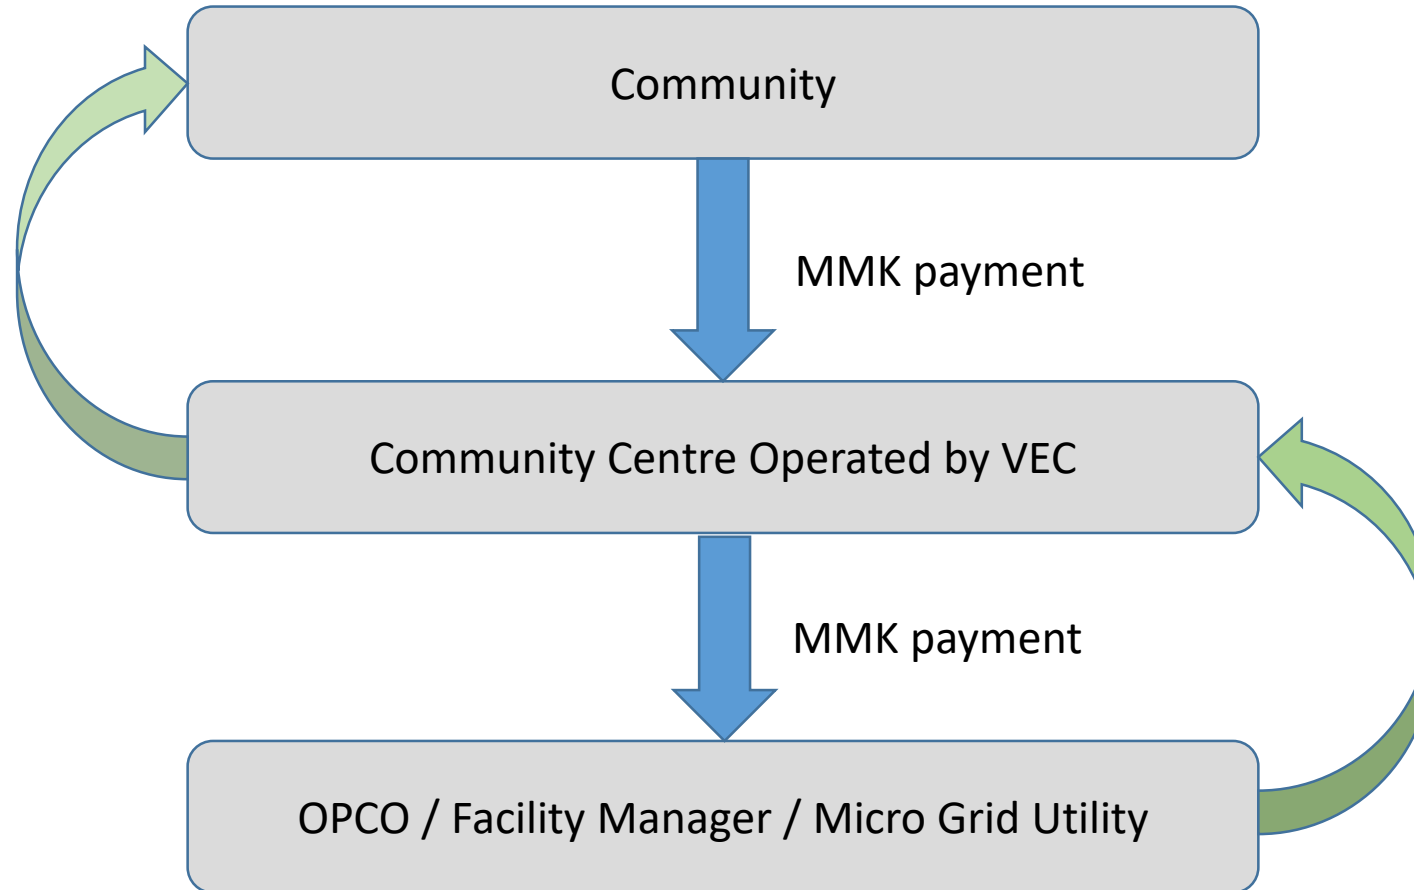 Community
MMK payment
Community Centre Operated by VEC
MMK payment
OPCO / Facility Manager / Micro Grid Utility